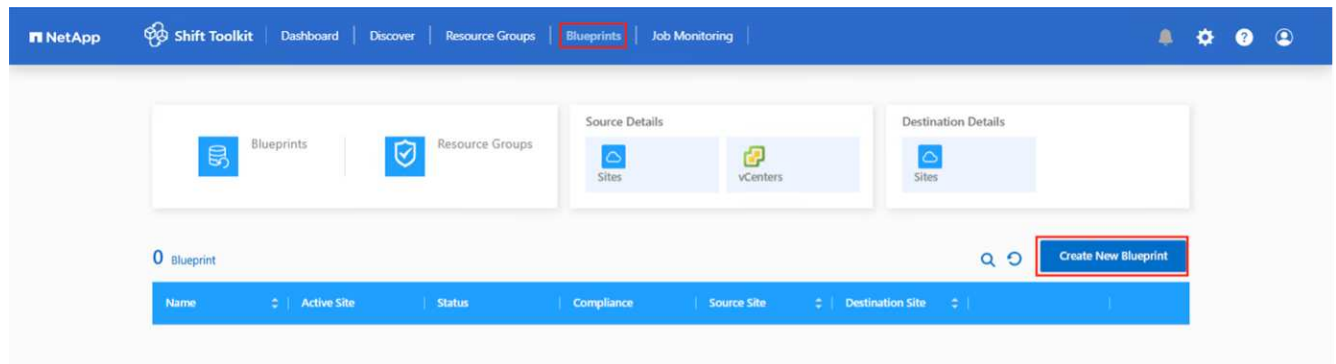 NetApp Shift Toolkit Dashboard Discover Resource Groups Blueprints Job Monitoring ?
Source Details
Destination Details
Blueprints
Resource Groups
Sites
vCenters
Sites
0 Blueprint
Create New Blueprint
Name Active Site Status Compliance Source Site Destination Site